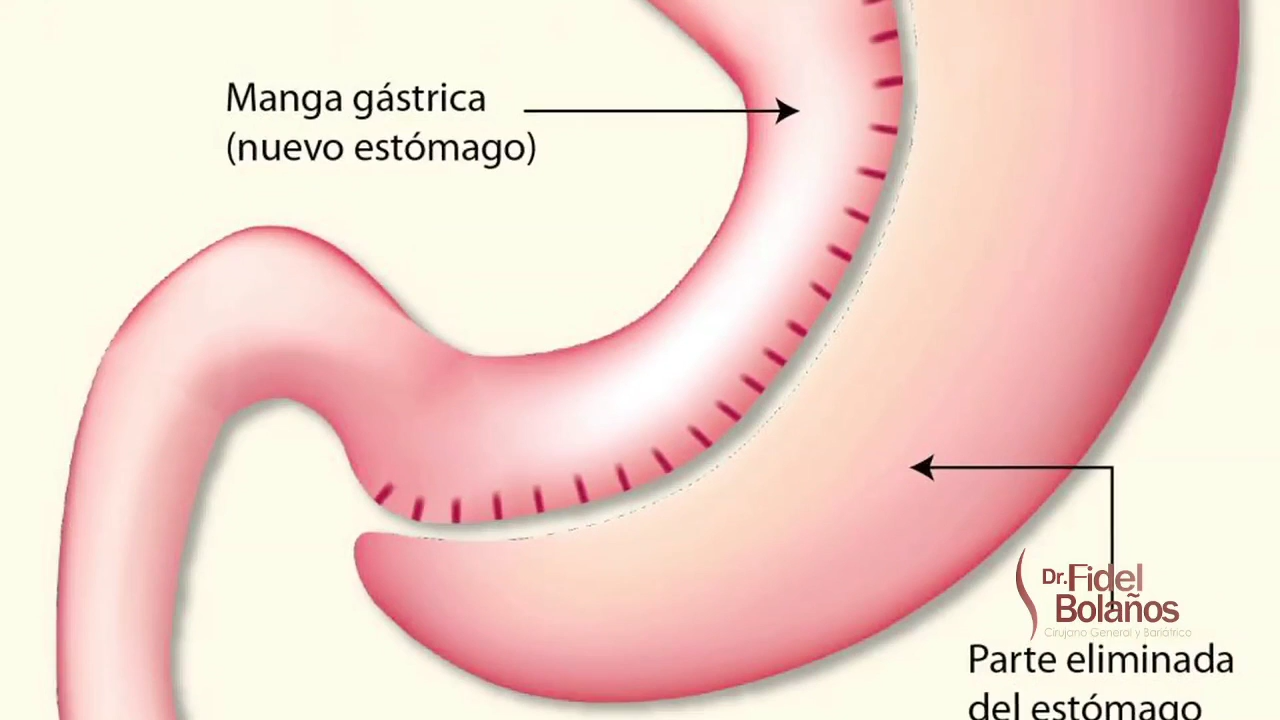 Manga gástrica
(nuevo estómago)
Dr. Fidel
Bolaños
Cirujano General y Bariátrico
Parte eliminada
del estómago